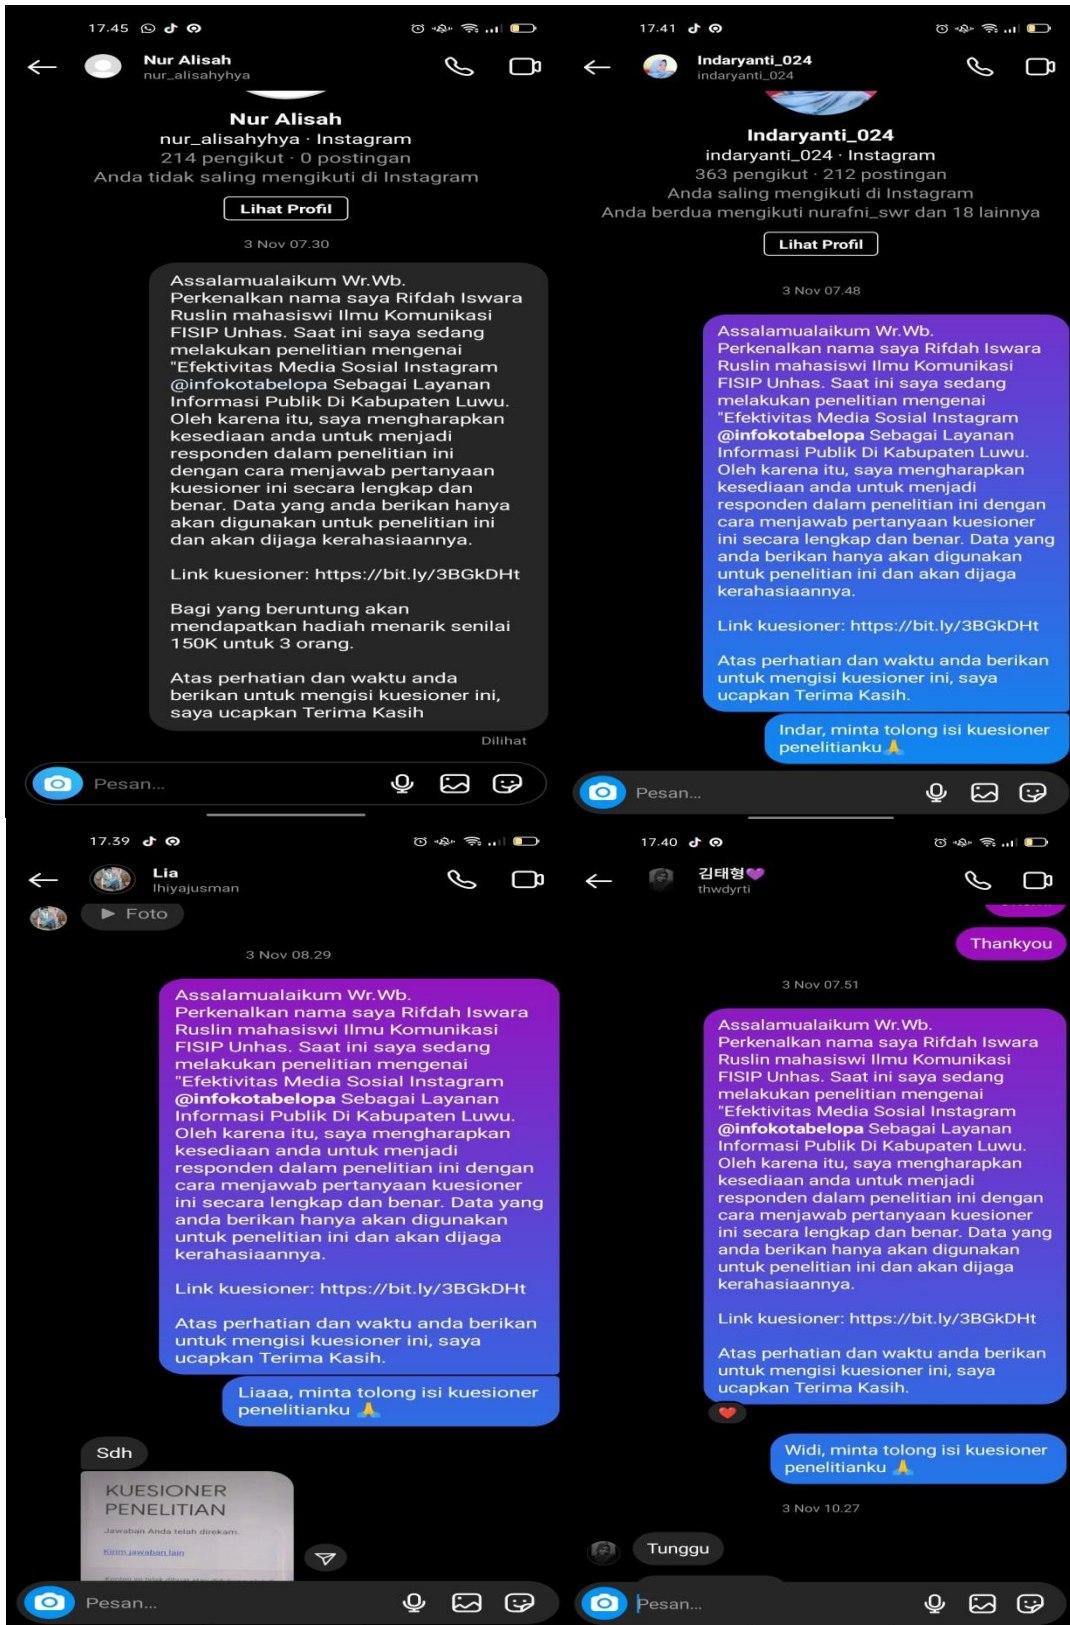 17.45
Nur Alisah
nur_alisahyhya
Nur Alisah
nur_alisahyhya · Instagram
214 pengikut · 0 postingan
Anda tidak saling mengikuti di Instagram
Lihat Profil
3 Nov 07.30
Assalamualaikum Wr.Wb.
Perkenalkan nama saya Rifdah Iswara
Ruslin mahasiswi Ilmu Komunikasi
FISIP Unhas. Saat ini saya sedang
melakukan penelitian mengenai
"Efektivitas Media Sosial Instagram
@infokotabelopa Sebagai Layanan
Informasi Publik Di Kabupaten Luwu.
Oleh karena itu, saya mengharapkan
kesediaan anda untuk menjadi
responden dalam penelitian ini
dengan cara menjawab pertanyaan
kuesioner ini secara lengkap dan
benar. Data yang anda berikan hanya
akan digunakan untuk penelitian ini
dan akan dijaga kerahasiaannya.
Link kuesioner: https://bit.ly/3BGkDHt
Bagi yang beruntung akan
mendapatkan hadiah menarik senilai
150K untuk 3 orang.
Atas perhatian dan waktu anda
berikan untuk mengisi kuesioner ini,
saya ucapkan Terima Kasih
Dilihat
Pesan...
17.41
Indaryanti_024
indaryanti_024
Indaryanti_024
indaryanti_024 · Instagram
363 pengikut · 212 postingan
Anda saling mengikuti di Instagram
Anda berdua mengikuti nurafni_swr dan 18 lainnya
Lihat Profil
3 Nov 07.48
Assalamualaikum Wr.Wb.
Perkenalkan nama saya Rifdah Iswara
Ruslin mahasiswi Ilmu Komunikasi
FISIP Unhas. Saat ini saya sedang
melakukan penelitian mengenai
"Efektivitas Media Sosial Instagram
@infokotabelopa Sebagai Layanan
Informasi Publik Di Kabupaten Luwu.
Oleh karena itu, saya mengharapkan
kesediaan anda untuk menjadi
responden dalam penelitian ini dengan
cara menjawab pertanyaan kuesioner
ini secara lengkap dan benar. Data yang
anda berikan hanya akan digunakan
untuk penelitian ini dan akan dijaga
kerahasiaannya.
Link kuesioner: https://bit.ly/3BGkDHt
Atas perhatian dan waktu anda berikan
untuk mengisi kuesioner ini, saya
ucapkan Terima Kasih.
Indar, minta tolong isi kuesioner
penelitianku🙏
Pesan...
17.39
Lia
lhiyajusman
Foto
3 Nov 08.29
Assalamualaikum Wr.Wb.
Perkenalkan nama saya Rifdah Iswara
Ruslin mahasiswi Ilmu Komunikasi
FISIP Unhas. Saat ini saya sedang
melakukan penelitian mengenai
"Efektivitas Media Sosial Instagram
@infokotabelopa Sebagai Layanan
Informasi Publik Di Kabupaten Luwu.
Oleh karena itu, saya mengharapkan
kesediaan anda untuk menjadi
responden dalam penelitian ini dengan
cara menjawab pertanyaan kuesioner
ini secara lengkap dan benar. Data yang
anda berikan hanya akan digunakan
untuk penelitian ini dan akan dijaga
kerahasiaannya.
Link kuesioner: https://bit.ly/3BGkDHt
Atas perhatian dan waktu anda berikan
untuk mengisi kuesioner ini, saya
ucapkan Terima Kasih.
Liaaa, minta tolong isi kuesioner
penelitianku 🙏
Sdh
KUESIONER
PENELITIAN
Jawaban Anda telah direkam.
Kirim jawaban lain
Pesan...
17.40
김태형💜
thwdyrti
Thankyou
3 Nov 07.51
Assalamualaikum Wr.Wb.
Perkenalkan nama saya Rifdah Iswara
Ruslin mahasiswi Ilmu Komunikasi
FISIP Unhas. Saat ini saya sedang
melakukan penelitian mengenai
"Efektivitas Media Sosial Instagram
@infokotabelopa Sebagai Layanan
Informasi Publik Di Kabupaten Luwu.
Oleh karena itu, saya mengharapkan
kesediaan anda untuk menjadi
responden dalam penelitian ini dengan
cara menjawab pertanyaan kuesioner
ini secara lengkap dan benar. Data yang
anda berikan hanya akan digunakan
untuk penelitian ini dan akan dijaga
kerahasiaannya.
Link kuesioner: https://bit.ly/3BGkDHt
Atas perhatian dan waktu anda berikan
untuk mengisi kuesioner ini, saya
ucapkan Terima Kasih.
❤️
Widi, minta tolong isi kuesioner
penelitianku 🙏
3 Nov 10.27
Tunggu
Pesan...